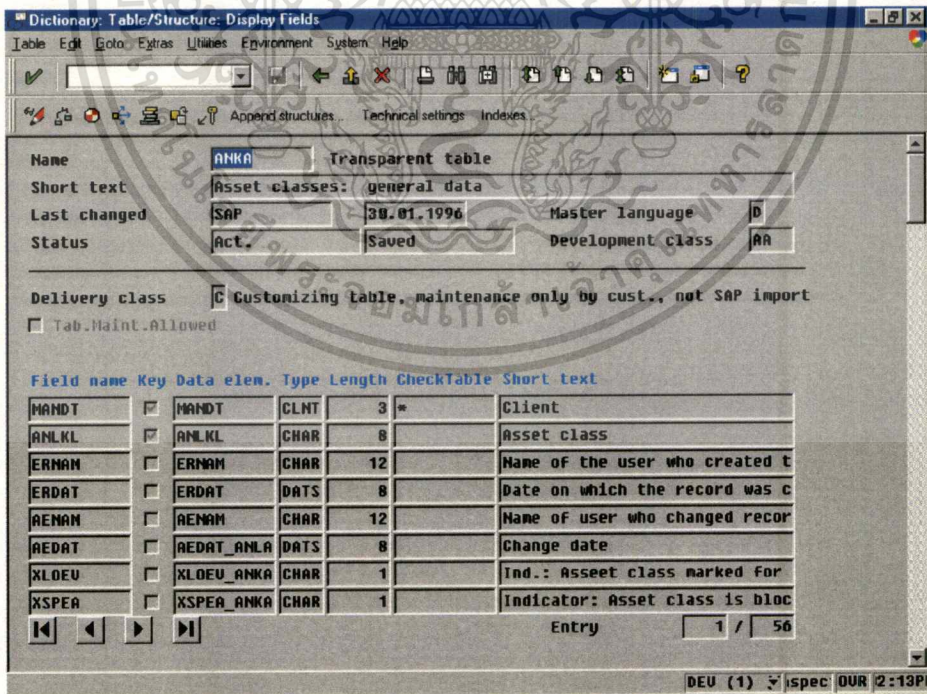 Dictionary: Table/Structure: Display Fields
Table Edit Goto Extras Utilities Environment System Help
Append structures... Technical settings Indexes...
Name ANKA Transparent table
Short text Asset classes: general data
Last changed SAP 30.01.1996 Master language D
Status Act. Saved Development class AA
Delivery class C Customizing table, maintenance only by cust., not SAP import
Tab.Maint.Allowed
Field name Key Data elem. Type Length CheckTable Short text
MANDT MANDT CLNT 3 * Client
ANLKL ANLKL CHAR 8 Asset class
ERNAM ERNAM CHAR 12 Name of the user who created t
ERDAT ERDAT DATS 8 Date on which the record was c
AENAM AENAM CHAR 12 Name of user who changed recor
AEDAT AEDAT_ANLA DATS 8 Change date
XLOEV XLOEV_ANKA CHAR 1 Ind.: Asseet class marked for
XSPEA XSPEA_ANKA CHAR 1 Indicator: Asset class is bloc
Entry 1 / 56
DEV (1) OVR 2:13P